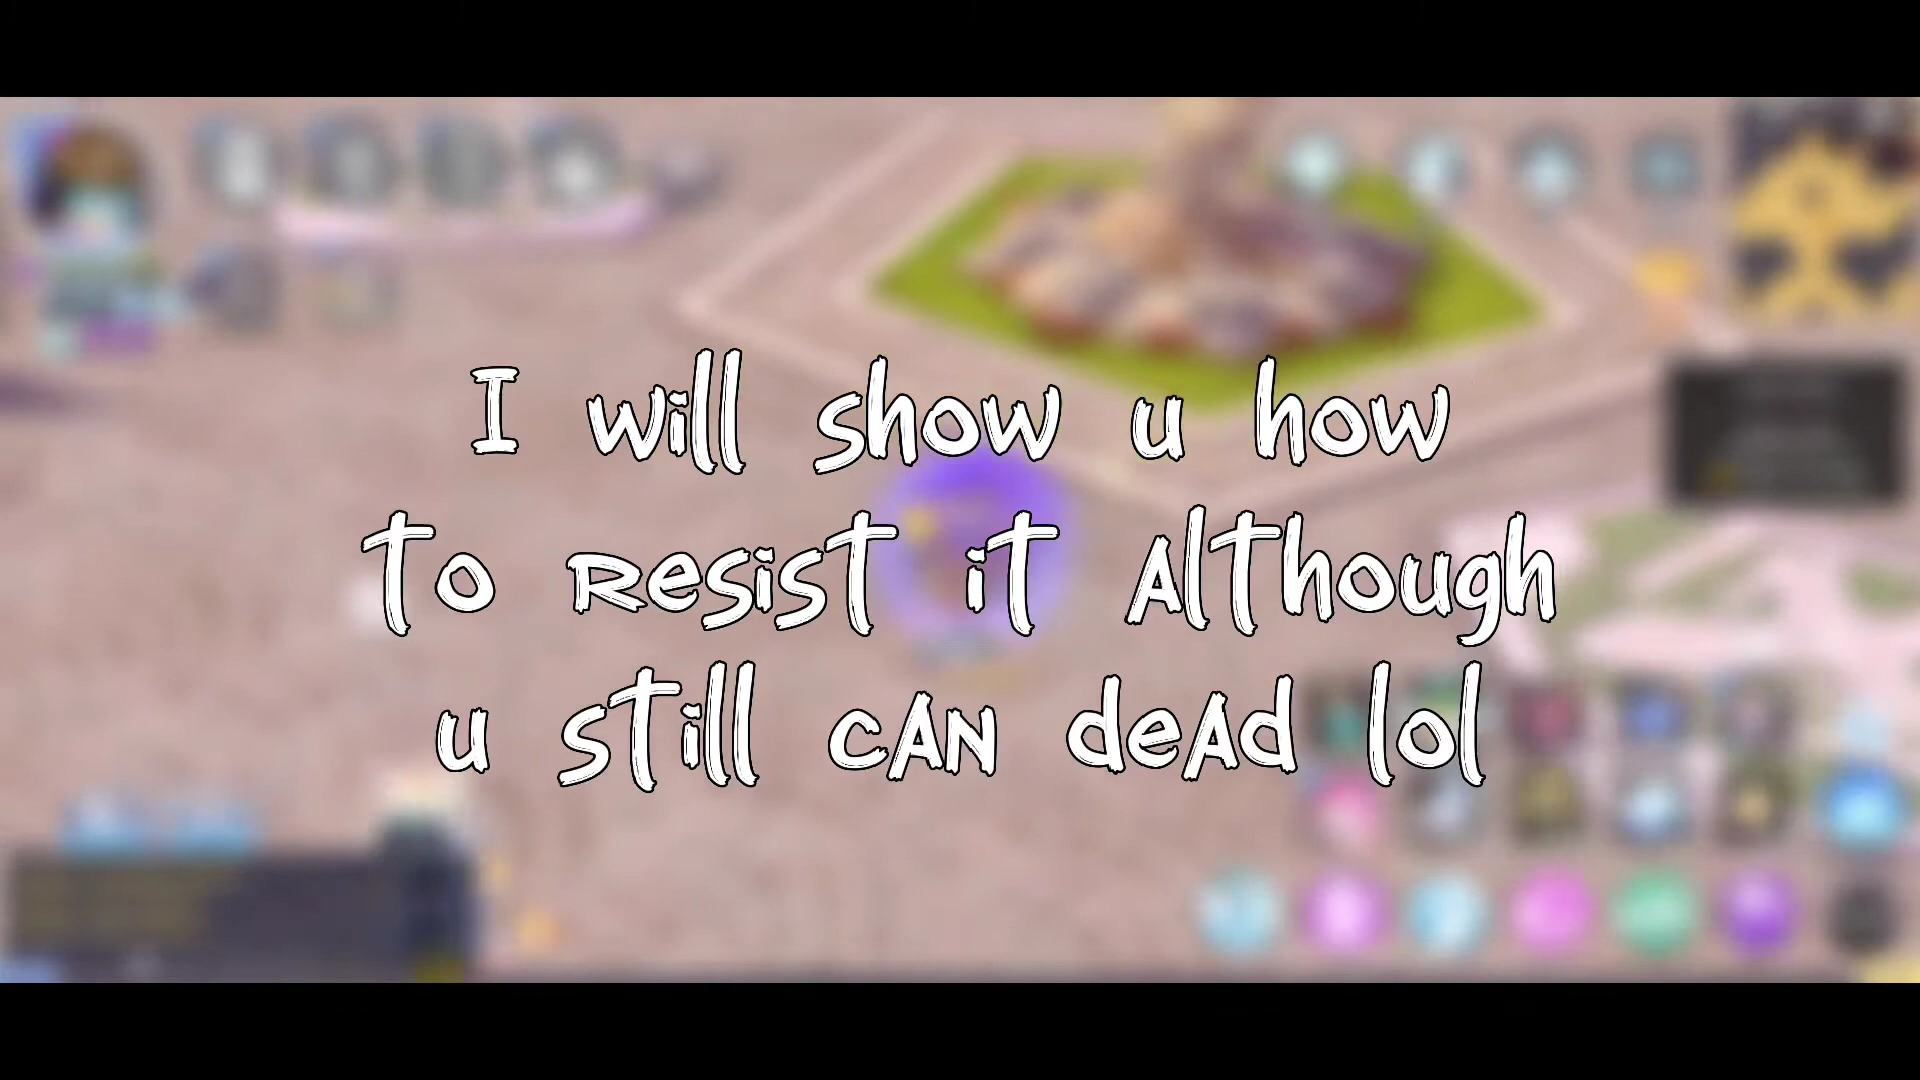 I will show u how
to resist it Although
u still can dead lol